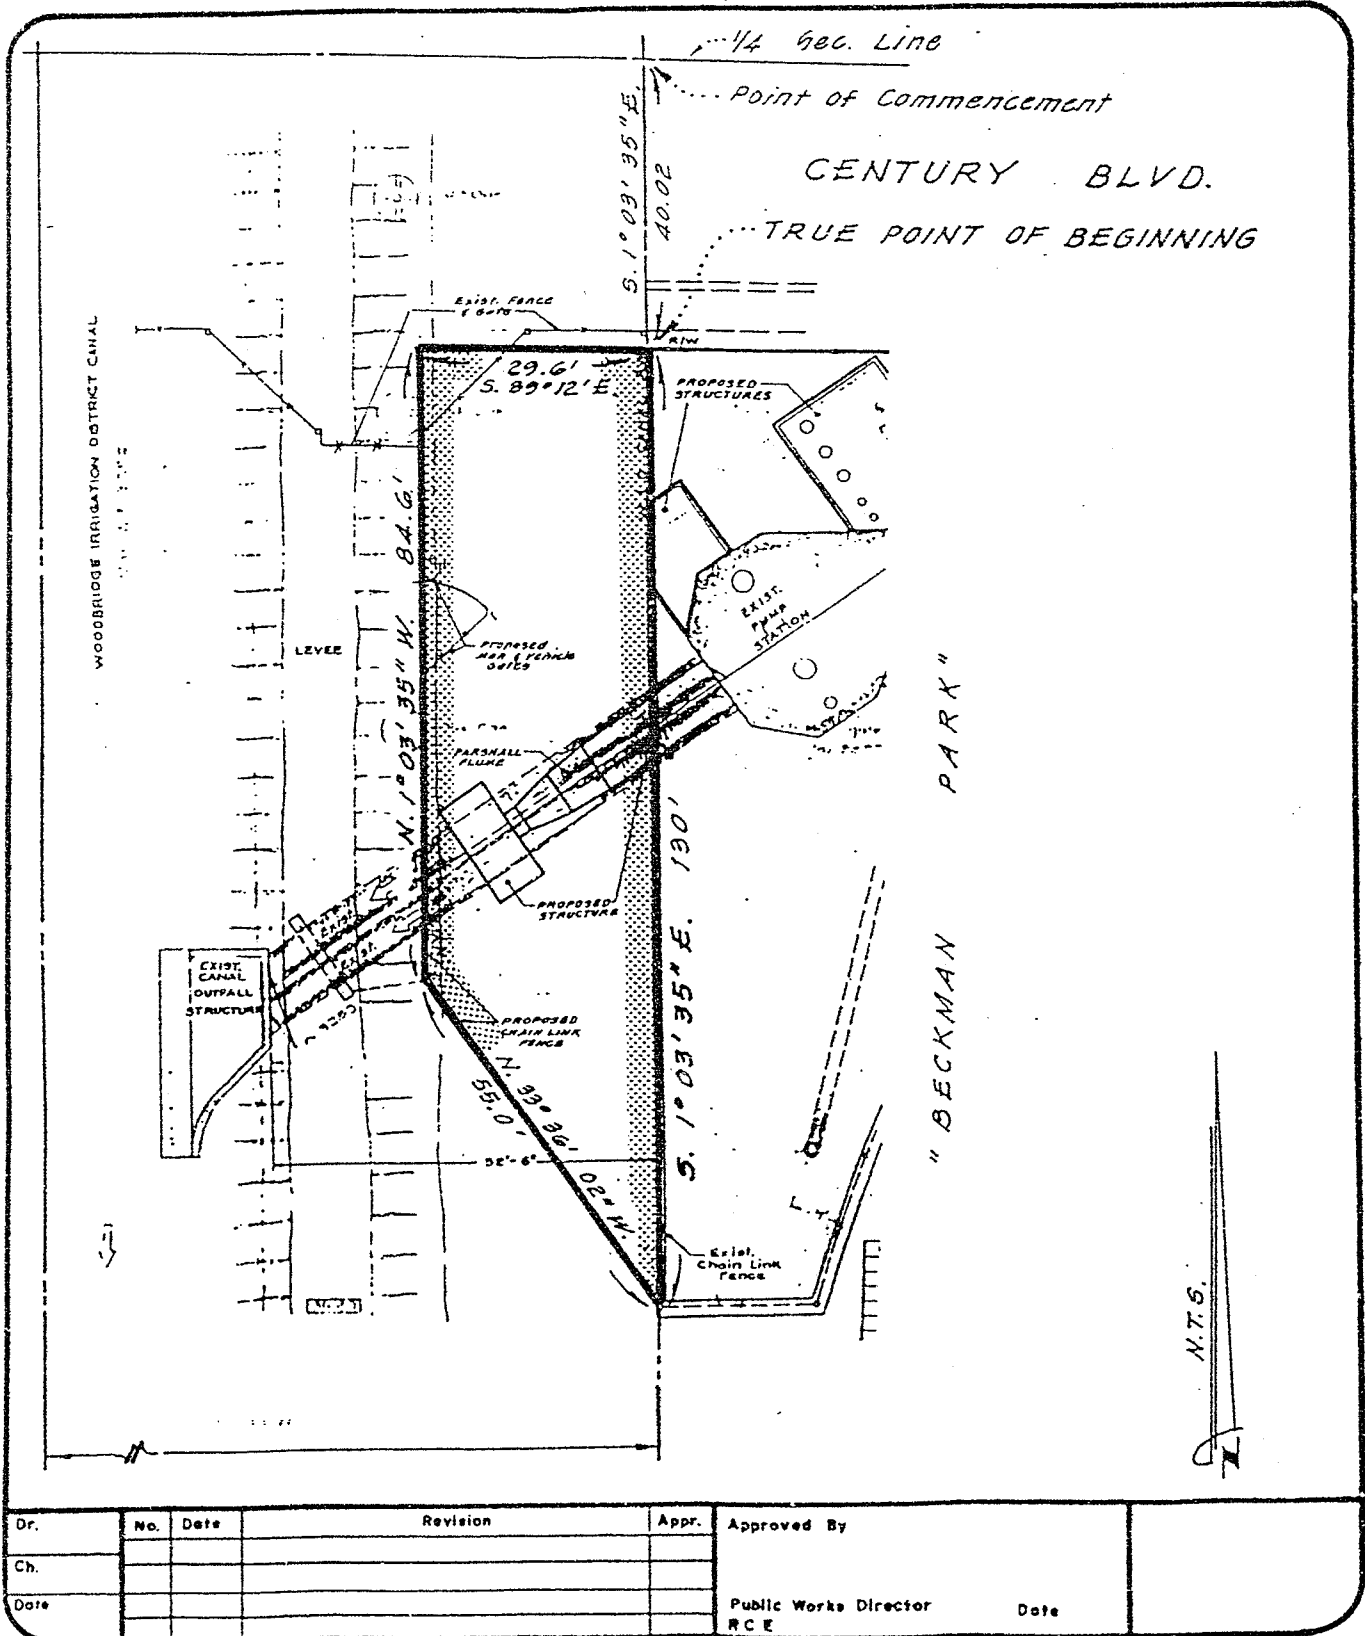 1/4 Sec. Line
Point of Commencement
CENTURY BLVD.
TRUE POINT OF BEGINNING
S. 1° 03' 35" E.
40.02
R/W
Exist. Fence
& Gate
29.6'
S. 89° 12' E.
PROPOSED
STRUCTURES
WOODBRIDGE IRRIGATION DISTRICT CANAL
LEVEE
N. 1° 03' 35" W. 84.6'
Proposed
Man & Vehicle
Gates
EXIST.
PUMP
STATION
PARSHALL
FLUME
PROPOSED
STRUCTURE
"BECKMAN PARK"
S. 1° 03' 35" E. 130'
EXIST.
EXIST.
EXIST.
CANAL
OUTFALL
STRUCTURE
PROPOSED
CHAIN LINK
FENCE
N. 33° 36' 02" W.
55.0'
52'-6"
Exist.
Chain Link
Fence
N.T.S.
Dr.
Ch.
Date
No. Date Revision Appr.
Approved By
Public Works Director Date
RCE